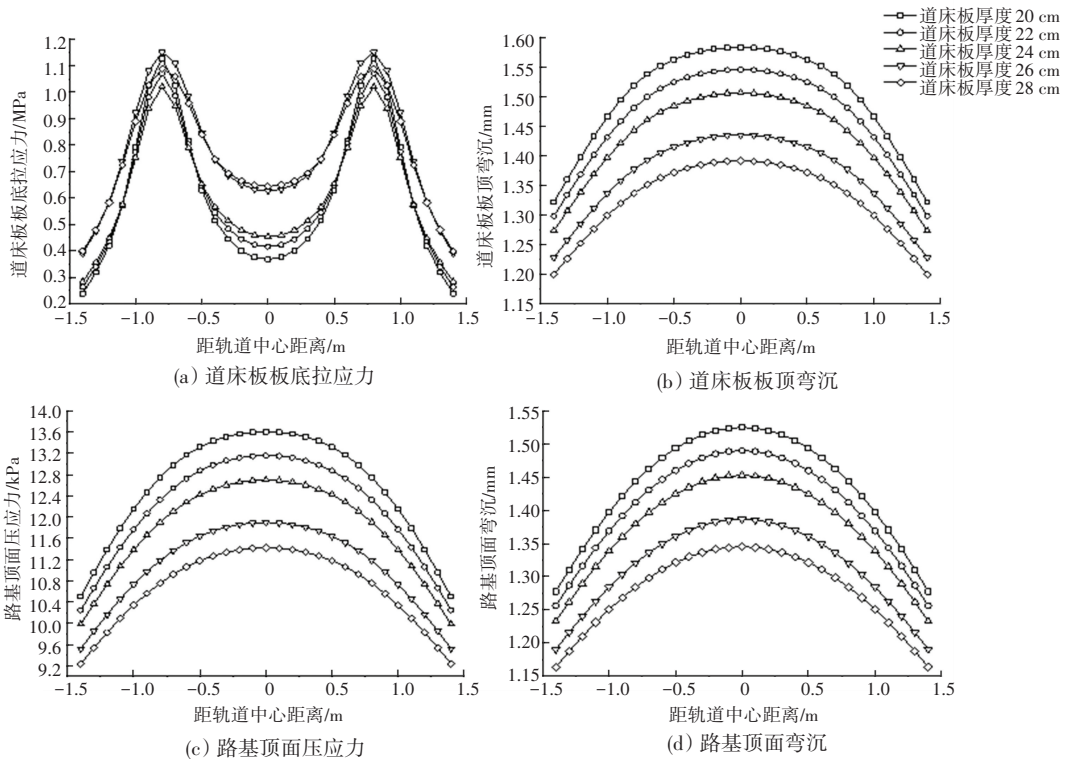 道床板厚度 20 cm
道床板厚度 22 cm
道床板厚度 24 cm
道床板厚度 26 cm
道床板厚度 28 cm
道床板板底拉应力/MPa
1.2
1.1
1.0
0.9
0.8
0.7
0.6
0.5
0.4
0.3
0.2
-1.5 -1.0 -0.5 0 0.5 1.0 1.5
距轨道中心距离/m
(a) 道床板板底拉应力
道床板板顶弯沉/mm
1.60
1.55
1.50
1.45
1.40
1.35
1.30
1.25
1.20
1.15
-1.5 -1.0 -0.5 0 0.5 1.0 1.5
距轨道中心距离/m
(b) 道床板板顶弯沉
路基顶面压应力/kPa
14.0
13.6
13.2
12.8
12.4
12.0
11.6
11.2
10.8
10.4
10.0
9.6
9.2
-1.5 -1.0 -0.5 0 0.5 1.0 1.5
距轨道中心距离/m
(c) 路基顶面压应力
路基顶面弯沉/mm
1.55
1.50
1.45
1.40
1.35
1.30
1.25
1.20
1.15
-1.5 -1.0 -0.5 0 0.5 1.0 1.5
距轨道中心距离/m
(d) 路基顶面弯沉